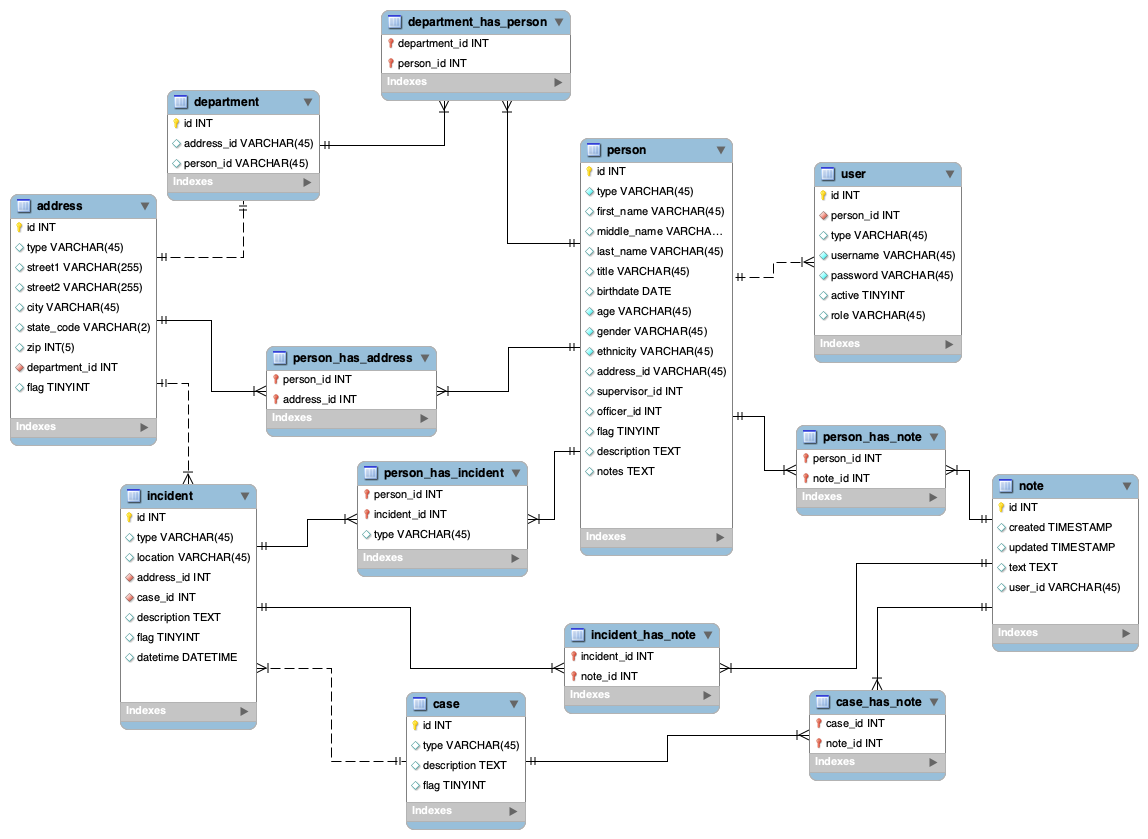 department_has_person
department_id INT
person_id INT
Indexes
department
id INT
address_id VARCHAR(45)
person_id VARCHAR(45)
Indexes
person
id INT
type VARCHAR(45)
first_name VARCHAR(45)
middle_name VARCHA...
last_name VARCHAR(45)
title VARCHAR(45)
birthdate DATE
age VARCHAR(45)
gender VARCHAR(45)
ethnicity VARCHAR(45)
address_id VARCHAR(45)
supervisor_id INT
officer_id INT
flag TINYINT
description TEXT
notes TEXT
Indexes
user
id INT
person_id INT
type VARCHAR(45)
username VARCHAR(45)
password VARCHAR(45)
active TINYINT
role VARCHAR(45)
Indexes
address
id INT
type VARCHAR(45)
street1 VARCHAR(255)
street2 VARCHAR(255)
city VARCHAR(45)
state_code VARCHAR(2)
zip INT(5)
department_id INT
flag TINYINT
Indexes
person_has_address
person_id INT
address_id INT
Indexes
person_has_note
person_id INT
note_id INT
Indexes
person_has_incident
person_id INT
incident_id INT
type VARCHAR(45)
Indexes
note
id INT
created TIMESTAMP
updated TIMESTAMP
text TEXT
user_id VARCHAR(45)
Indexes
incident
id INT
type VARCHAR(45)
location VARCHAR(45)
address_id INT
case_id INT
description TEXT
flag TINYINT
datetime DATETIME
Indexes
incident_has_note
incident_id INT
note_id INT
Indexes
case
id INT
type VARCHAR(45)
description TEXT
flag TINYINT
Indexes
case_has_note
case_id INT
note_id INT
Indexes